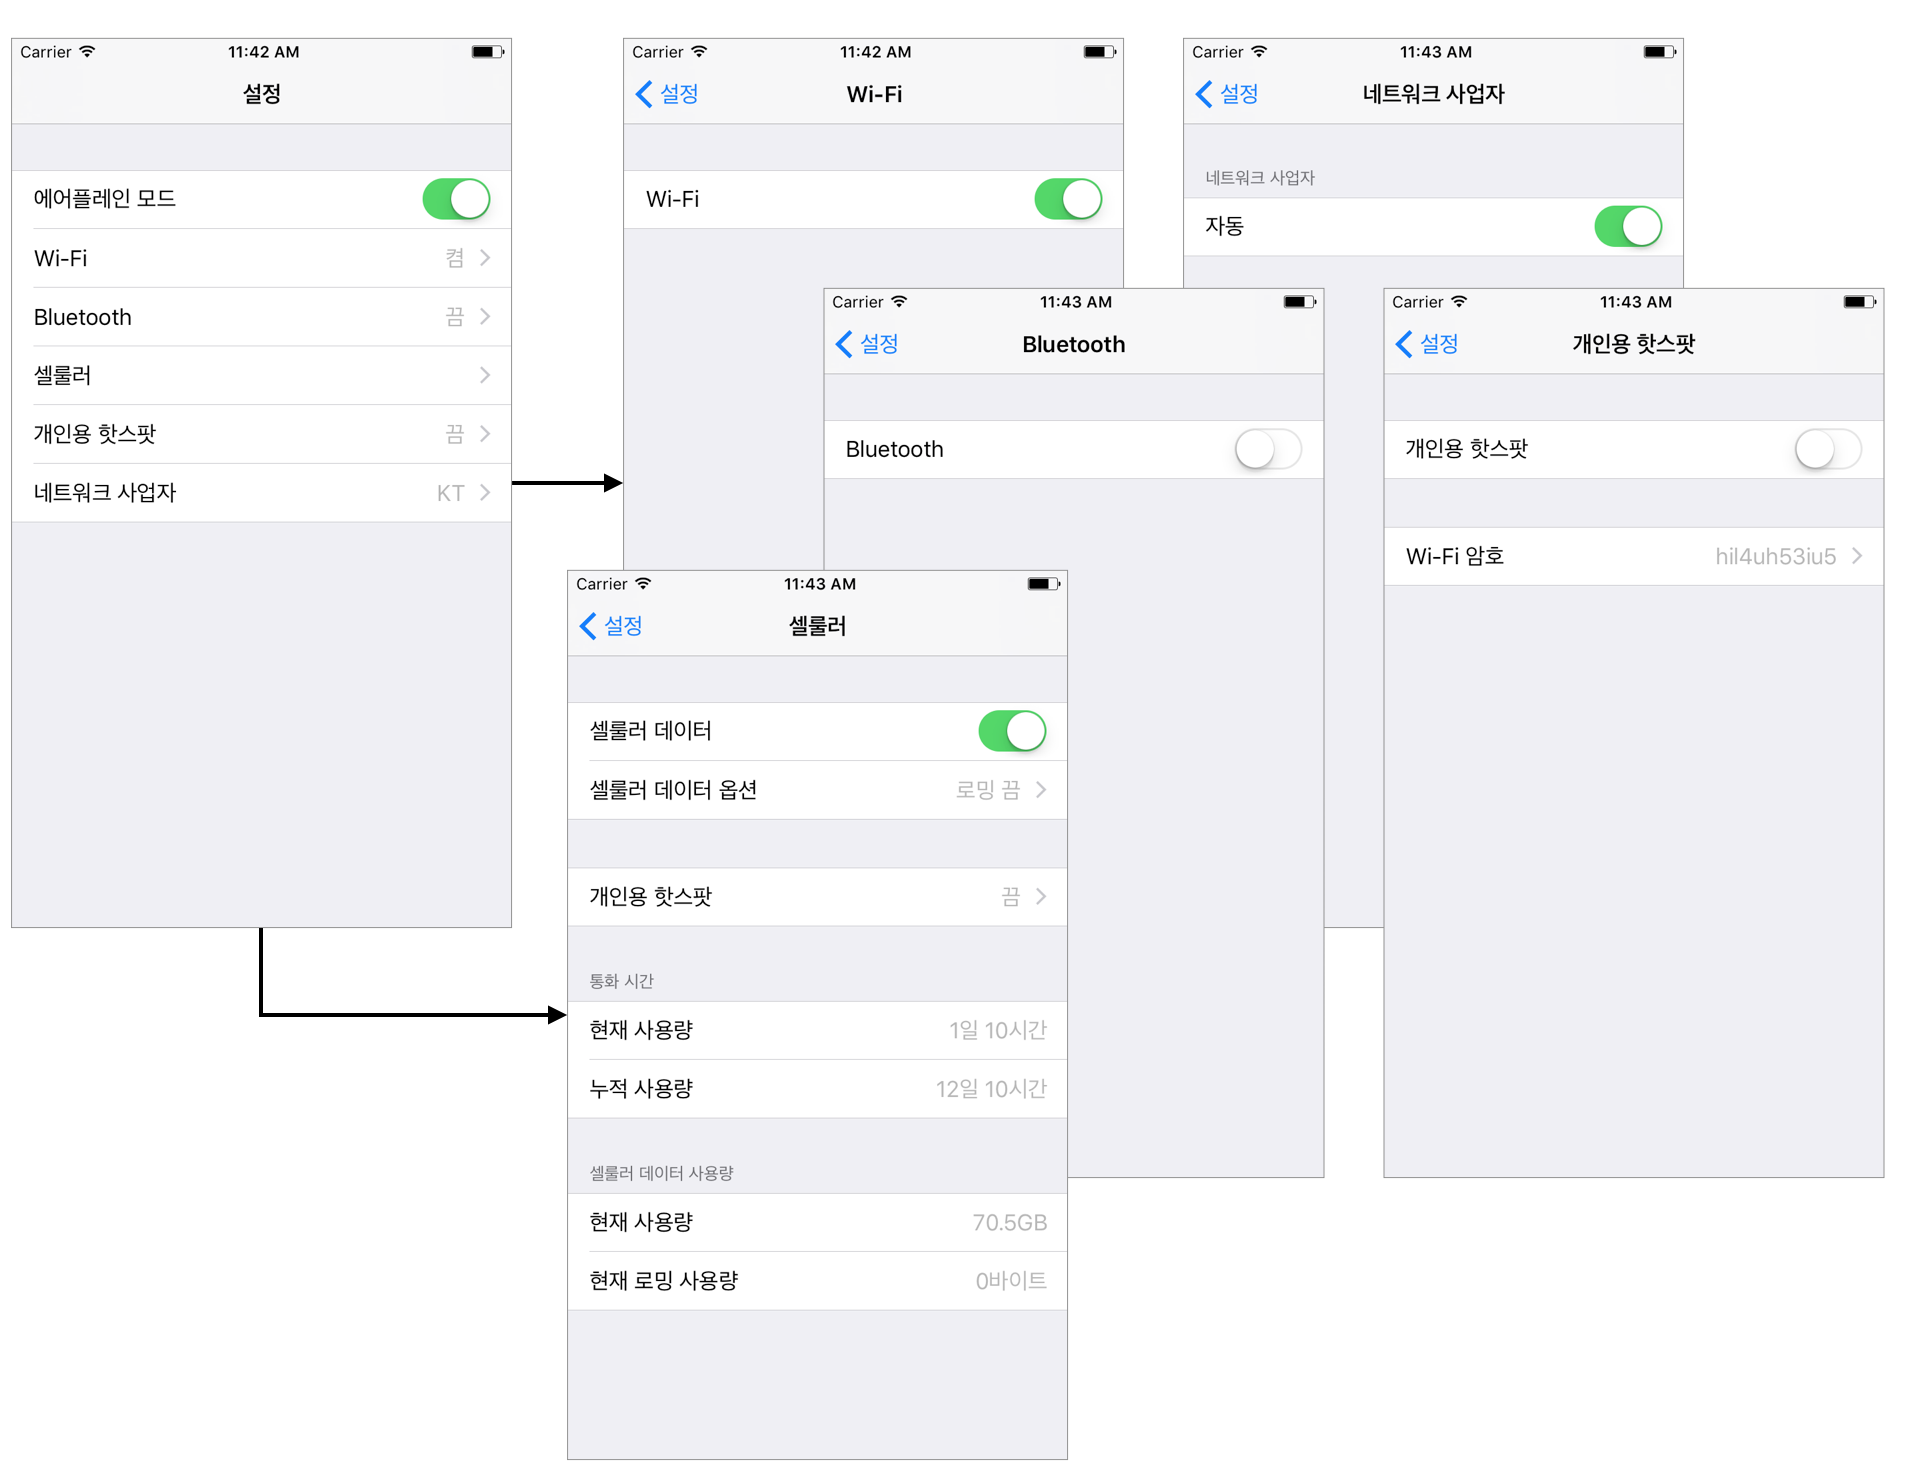 Carrier 11:42 AM
설정
에어플레인 모드
Wi-Fi 켬
Bluetooth 끔
셀룰러
개인용 핫스팟 끔
네트워크 사업자 KT
Carrier 11:42 AM
설정 Wi-Fi
Wi-Fi
Carrier 11:43 AM
설정 네트워크 사업자
네트워크 사업자
자동
Carrier 11:43 AM
설정 Bluetooth
Bluetooth
Carrier 11:43 AM
설정 개인용 핫스팟
개인용 핫스팟
Wi-Fi 암호 hil4uh53iu5
Carrier 11:43 AM
설정 셀룰러
셀룰러 데이터
셀룰러 데이터 옵션 로밍 끔
개인용 핫스팟 끔
통화 시간
현재 사용량 1일 10시간
누적 사용량 12일 10시간
셀룰러 데이터 사용량
현재 사용량 70.5GB
현재 로밍 사용량 0바이트